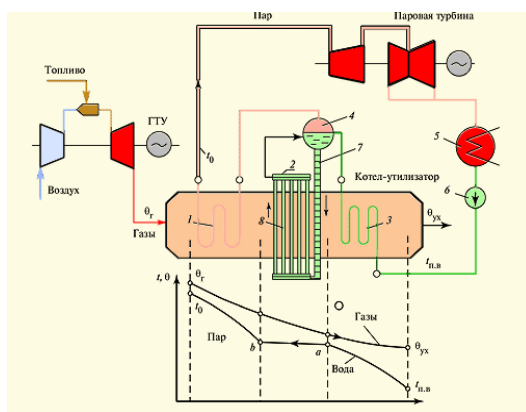 Пар
Паровая турбина
Топливо
ГТУ
Воздух
t0
4
7
5
2
Котел-утилизатор
6
θг
Газы
1
8
3
θух
tп.в
t, θ
θг
t0
Пар
b
a
Газы
Вода
θух
tп.в